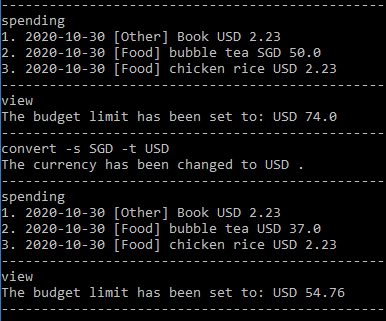 spending
1. 2020-10-30 [Other] Book USD 2.23
2. 2020-10-30 [Food] bubble tea SGD 50.0
3. 2020-10-30 [Food] chicken rice USD 2.23
view
The budget limit has been set to: USD 74.0
convert -s SGD -t USD
The currency has been changed to USD .
spending
1. 2020-10-30 [Other] Book USD 2.23
2. 2020-10-30 [Food] bubble tea USD 37.0
3. 2020-10-30 [Food] chicken rice USD 2.23
view
The budget limit has been set to: USD 54.76